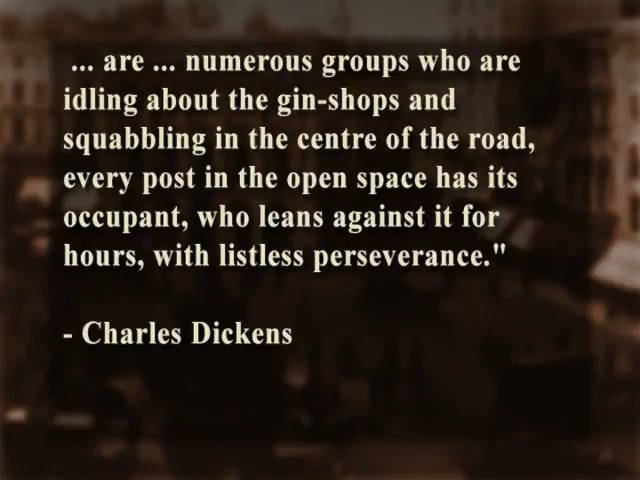 ... are ... numerous groups who are
idling about the gin-shops and
squabbling in the centre of the road,
every post in the open space has its
occupant, who leans against it for
hours, with listless perseverance."
- Charles Dickens